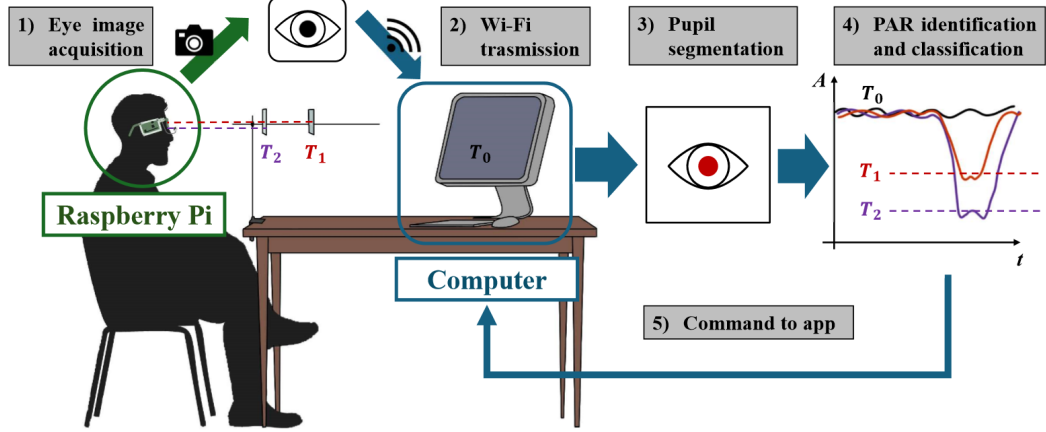 1) Eye image
acquisition
2) Wi-Fi
trasmission
3) Pupil
segmentation
4) PAR identification
and classification
A
T₀
T₂
T₁
T₀
T₁
T₂
t
Raspberry Pi
Computer
5) Command to app